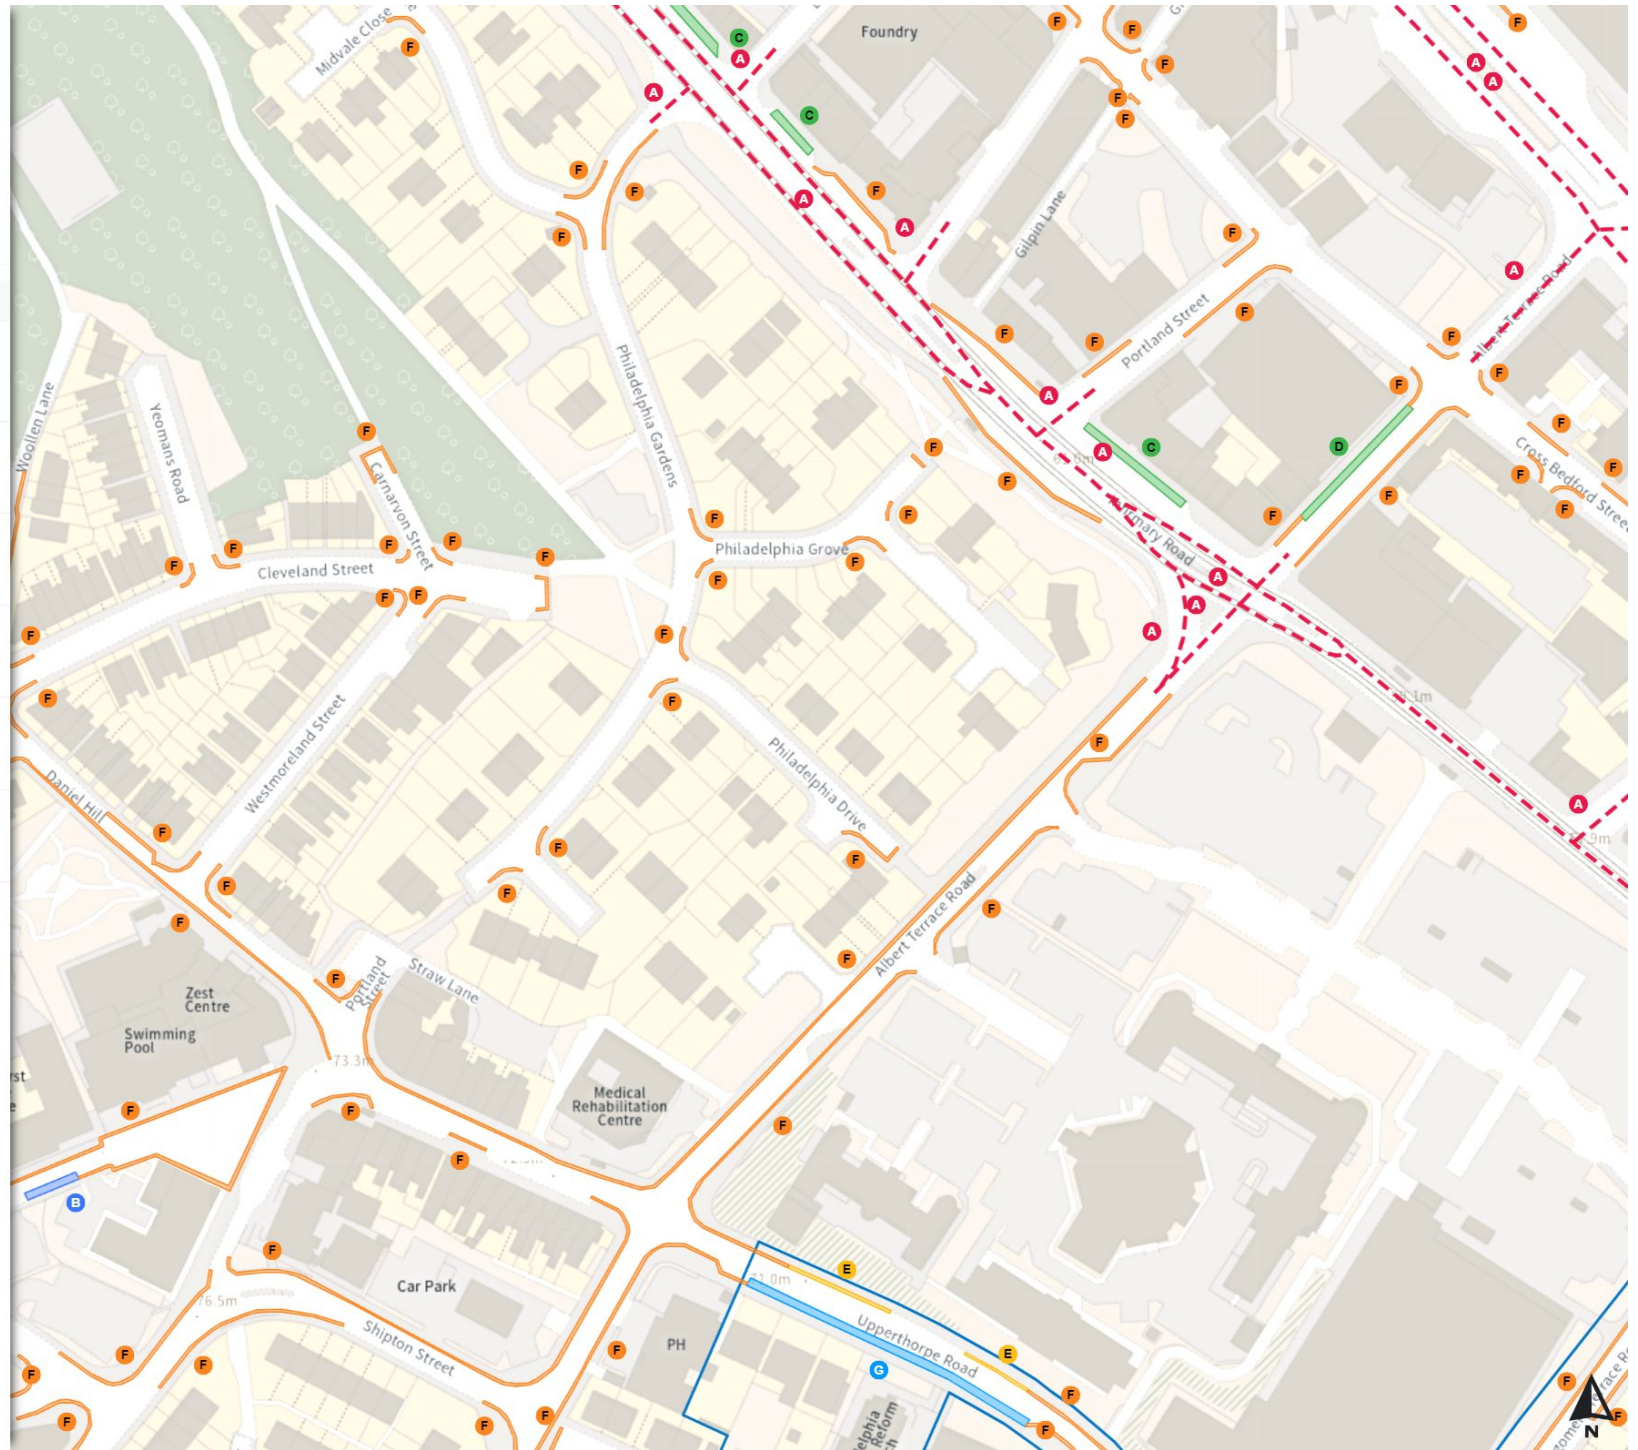 Midvale Close
Foundry
C
A
A
F
F
F
F
F
F
A
A
F
C
F
F
F
A
A
F
F
Gilpin Lane
F
A
Albert Terrace Road
Portland Street
F
F
F
F
F
F
A
Philadelphia Gardens
Woollen Lane
Yeomans Road
F
F
F
C
A
D
F
Cross Bedford Street
F
F
F
Carnarvon Street
F
F
F
F
F
F
Philadelphia Grove
F
F
F
F
F
F
F
Cleveland Street
F
F
F
F
F
A
A
A
F
F
F
Westmoreland Street
Philadelphia Drive
F
A
Daniel Hill
F
F
F
F
F
F
Albert Terrace Road
F
F
F
Portland
Street
Straw Lane
Zest
Centre
Swimming
Pool
73.3m
Medical
Rehabilitation
Centre
F
F
F
F
B
F
Car Park
76.5m
71.0m
E
Upperthorpe Road
E
G
PH
Shipton Street
F
F
F
F
F
F
F
F
F
F
F
F
N